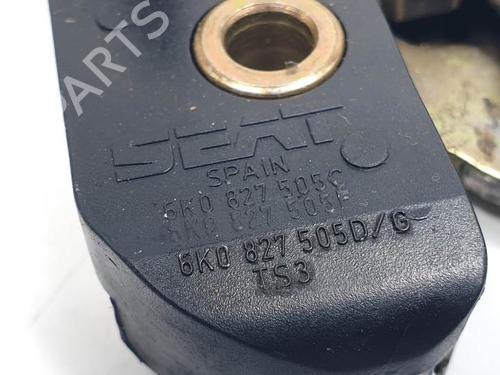 PARTS
SEAT
SPAIN
6K0 827 505C
6K0 827 505F
6K0 827 505D/G
TS3